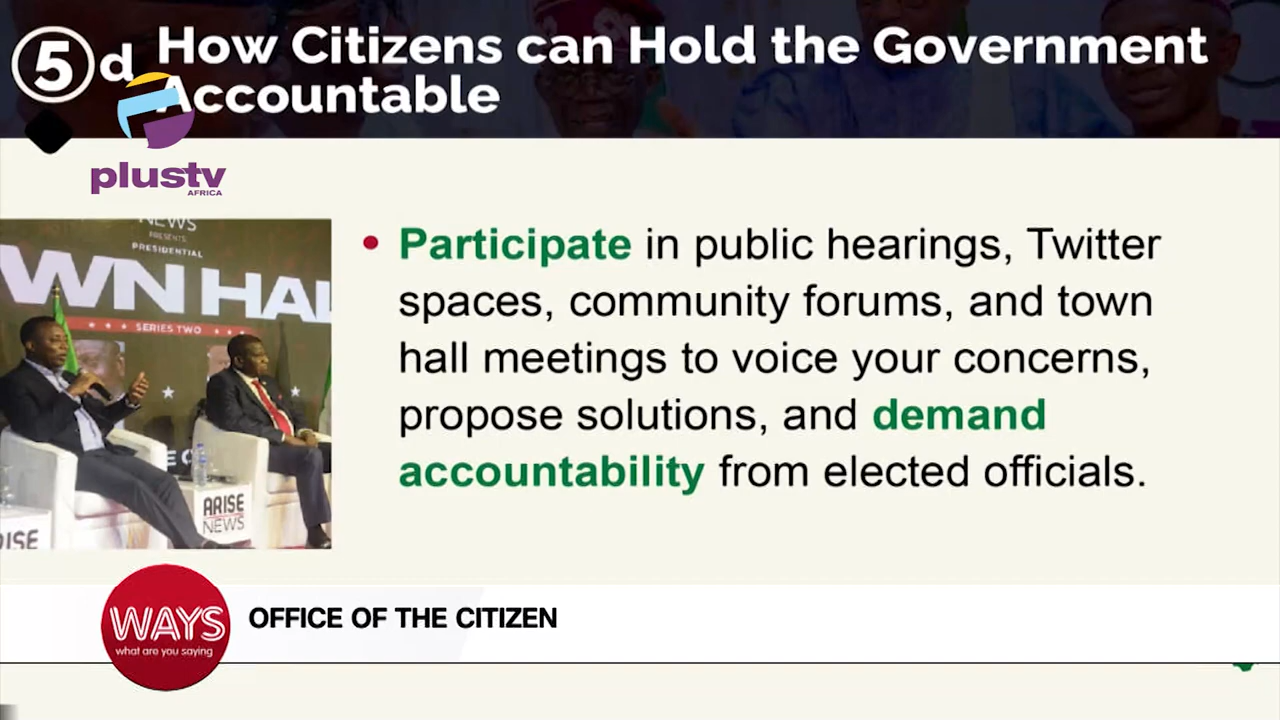 5 d How Citizens can Hold the Government
Accountable
plustv
AFRICA
NEWS
PRESENTS
PRESIDENTIAL
WN HAL
SERIES TWO
ARISE
NEWS
ISE
• Participate in public hearings, Twitter
spaces, community forums, and town
hall meetings to voice your concerns,
propose solutions, and demand
accountability from elected officials.
WAYS
what are you saying
OFFICE OF THE CITIZEN